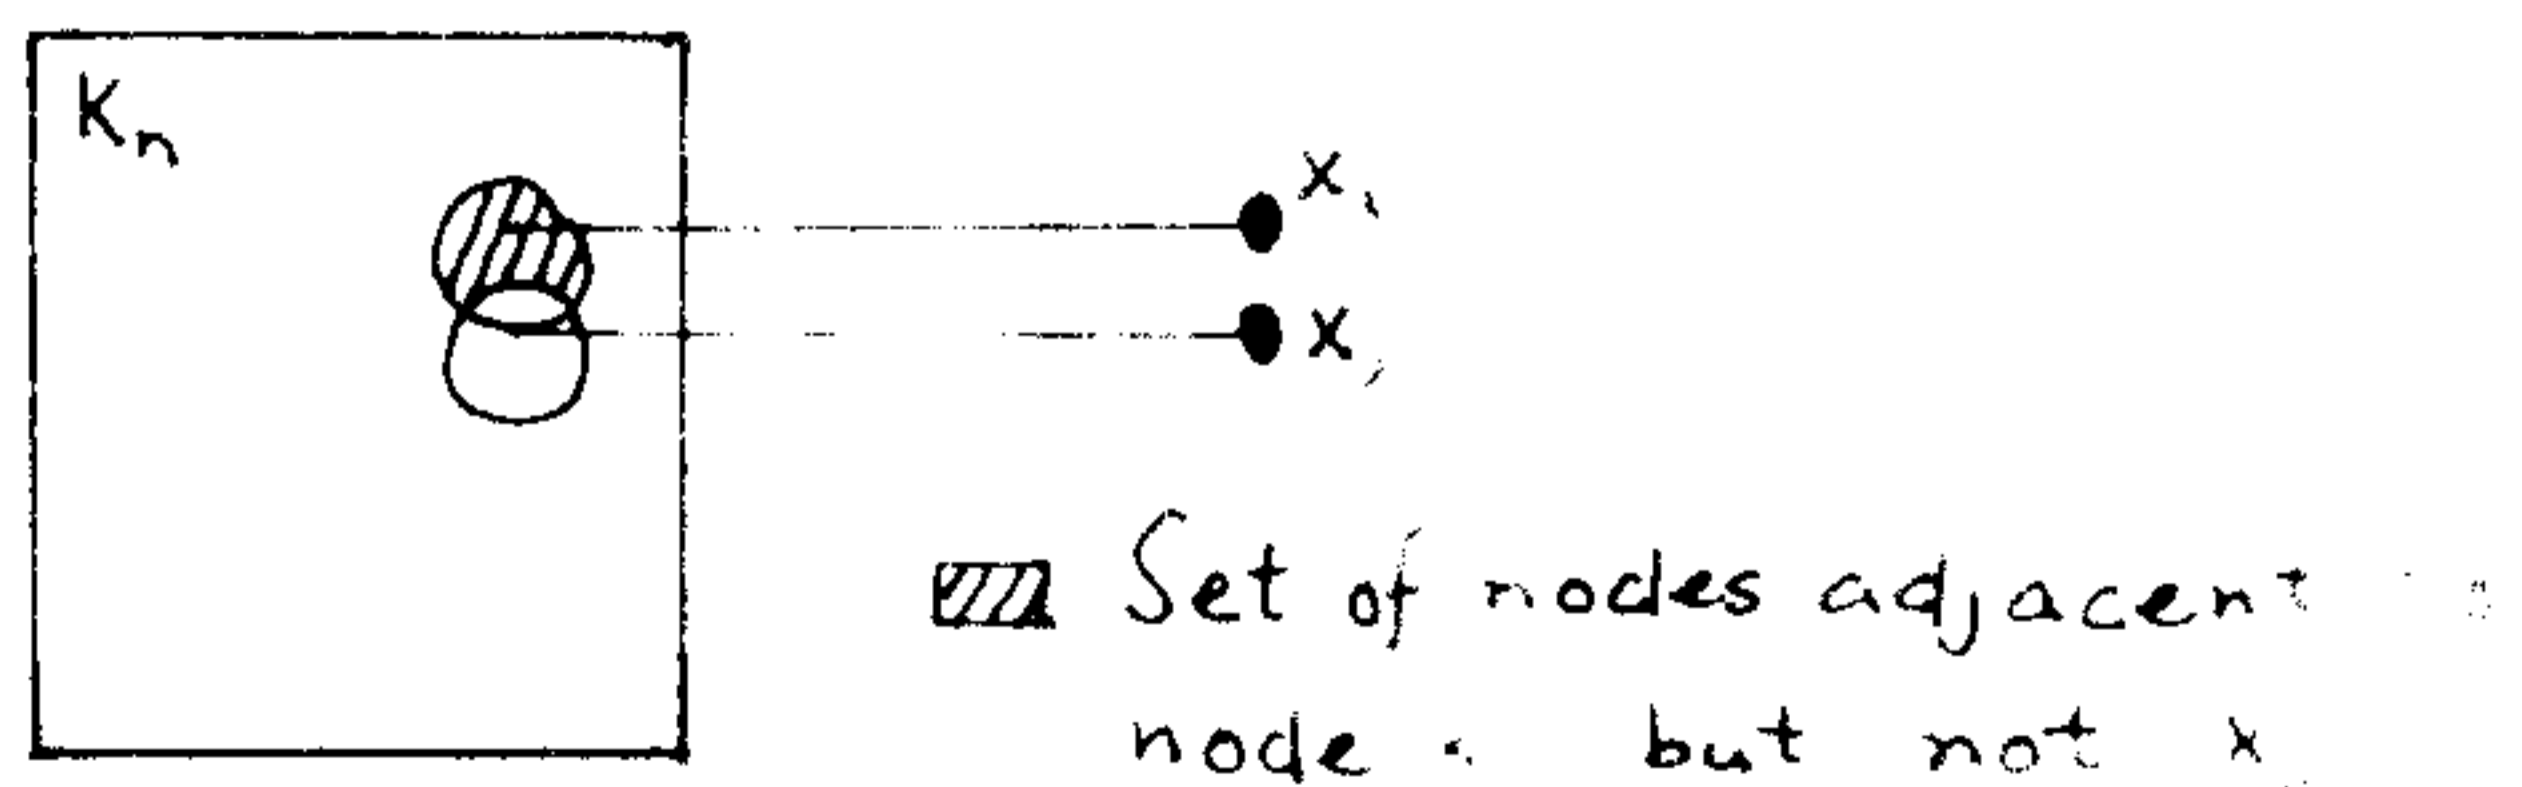 Kn
x
x
Set of nodes adjacent
node but not x